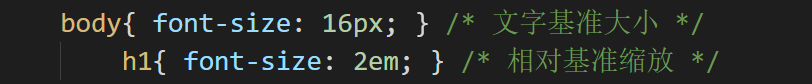 body{ font-size: 16px; } /* 文字基准大小 */
h1{ font-size: 2em; } /* 相对基准缩放 */